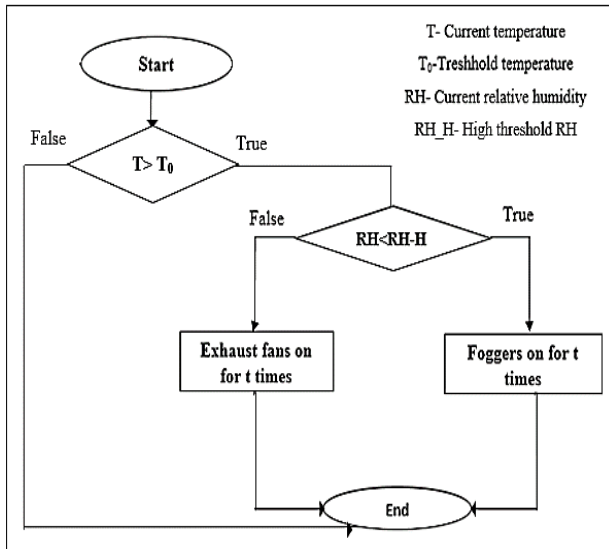 T- Current temperature
T₀-Treshhold temperature
RH- Current relative humidity
RH_H- High threshold RH
Start
False
True
T> T₀
False
True
RH<RH-H
Exhaust fans on
for t times
Foggers on for t
times
End